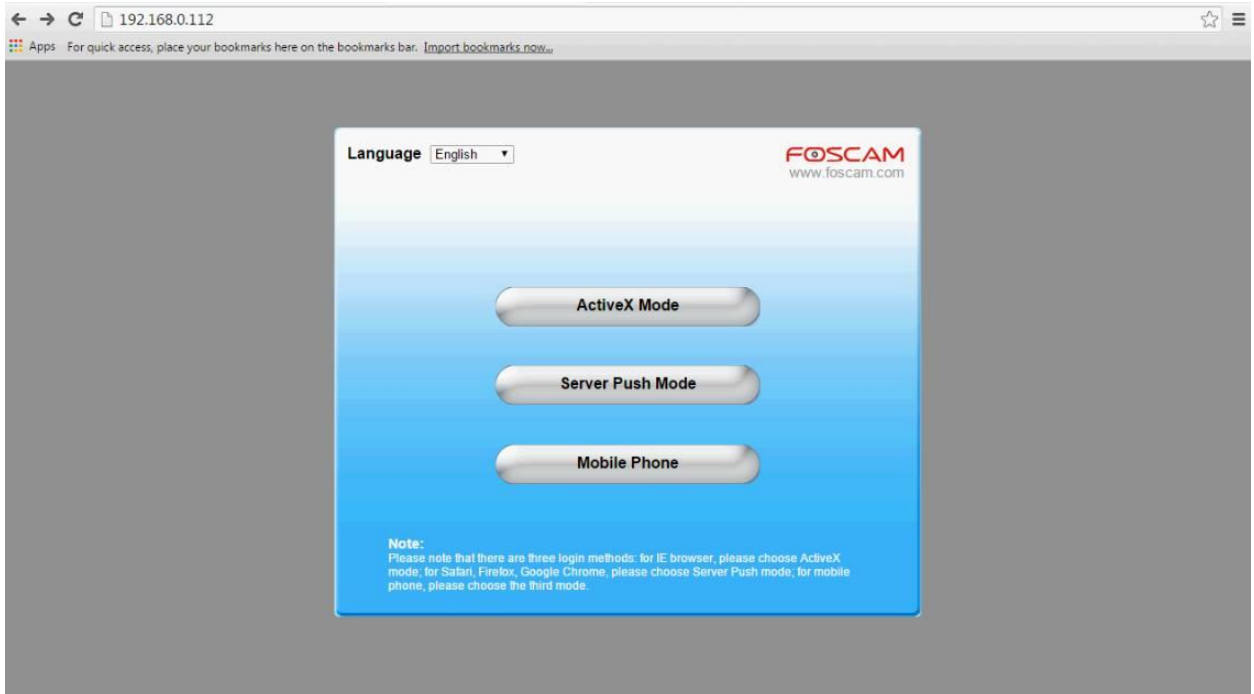 192.168.0.112
Apps For quick access, place your bookmarks here on the bookmarks bar. Import bookmarks now...
Language English
FOSCAM
www.foscam.com
ActiveX Mode
Server Push Mode
Mobile Phone
Note:
Please note that there are three login methods: for IE browser, please choose ActiveX
mode; for Safari, Firefox, Google Chrome, please choose Server Push mode; for mobile
phone, please choose the third mode.